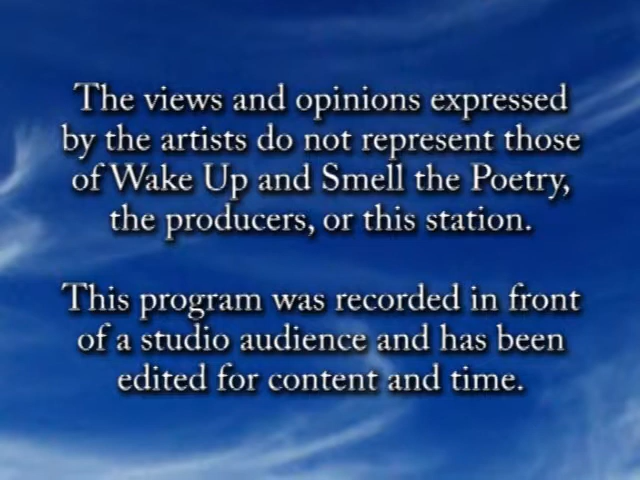 The views and opinions expressed
by the artists do not represent those
of Wake Up and Smell the Poetry,
the producers, or this station.
This program was recorded in front
of a studio audience and has been
edited for content and time.